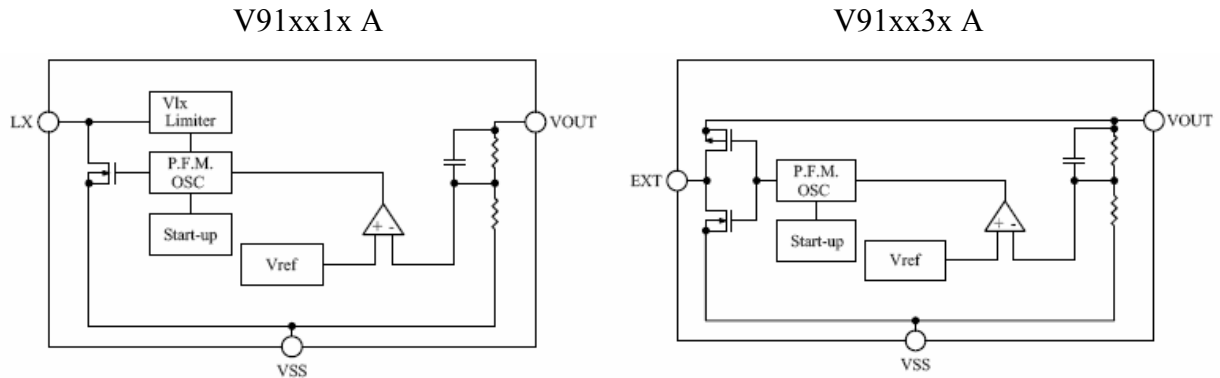 V91xx1x A
LX
Vlx
Limiter
VOUT
P.F.M.
OSC
Start-up
+ -
Vref
VSS
V91xx3x A
VOUT
EXT
P.F.M.
OSC
Start-up
+ -
Vref
VSS